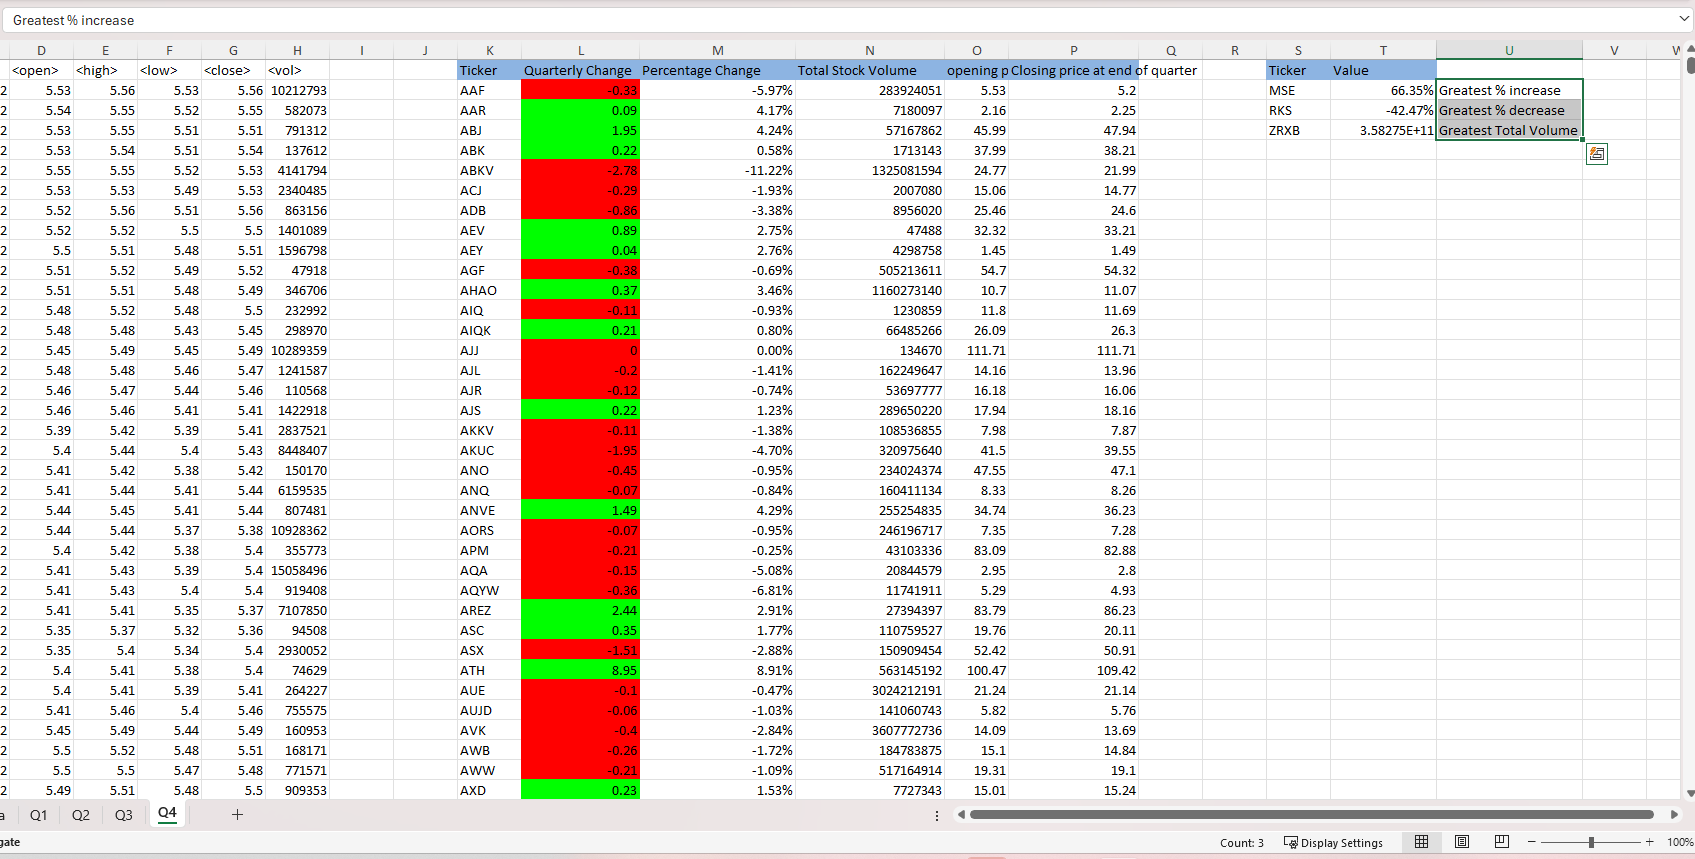 Greatest % increase
D E F G H I J K L M N O P Q R S T U V W
<open> <high> <low> <close> <vol> Ticker Quarterly Change Percentage Change Total Stock Volume opening p Closing price at end of quarter Ticker Value
2 5.53 5.56 5.53 5.56 10212793 AAF -0.33 -5.97% 283924051 5.53 5.2 MSE 66.35% Greatest % increase
2 5.54 5.55 5.52 5.55 582073 AAR 0.09 4.17% 7180097 2.16 2.25 RKS -42.47% Greatest % decrease
2 5.53 5.55 5.51 5.51 791312 ABJ 1.95 4.24% 57167862 45.99 47.94 ZRXB 3.58275E+11 Greatest Total Volume
2 5.53 5.54 5.51 5.54 137612 ABK 0.22 0.58% 1713143 37.99 38.21
2 5.55 5.55 5.52 5.53 4141794 ABKV -2.78 -11.22% 1325081594 24.77 21.99
2 5.53 5.53 5.49 5.53 2340485 ACJ -0.29 -1.93% 2007080 15.06 14.77
2 5.52 5.56 5.51 5.56 863156 ADB -0.86 -3.38% 8956020 25.46 24.6
2 5.52 5.52 5.5 5.5 1401089 AEV 0.89 2.75% 47488 32.32 33.21
2 5.5 5.51 5.48 5.51 1596798 AEY 0.04 2.76% 4298758 1.45 1.49
2 5.51 5.52 5.49 5.52 47918 AGF -0.38 -0.69% 505213611 54.7 54.32
2 5.51 5.51 5.48 5.49 346706 AHAO 0.37 3.46% 1160273140 10.7 11.07
2 5.48 5.52 5.48 5.5 232992 AIQ -0.11 -0.93% 1230859 11.8 11.69
2 5.48 5.48 5.43 5.45 298970 AIQK 0.21 0.80% 66485266 26.09 26.3
2 5.45 5.49 5.45 5.49 10289359 AJJ 0 0.00% 134670 111.71 111.71
2 5.48 5.48 5.46 5.47 1241587 AJL -0.2 -1.41% 162249647 14.16 13.96
2 5.46 5.47 5.44 5.46 110568 AJR -0.12 -0.74% 53697777 16.18 16.06
2 5.46 5.46 5.41 5.41 1422918 AJS 0.22 1.23% 289650220 17.94 18.16
2 5.39 5.42 5.39 5.41 2837521 AKKV -0.11 -1.38% 108536855 7.98 7.87
2 5.4 5.44 5.4 5.43 8448407 AKUC -1.95 -4.70% 320975640 41.5 39.55
2 5.41 5.42 5.38 5.42 150170 ANO -0.45 -0.95% 234024374 47.55 47.1
2 5.41 5.44 5.41 5.44 6159535 ANQ -0.07 -0.84% 160411134 8.33 8.26
2 5.44 5.45 5.41 5.44 807481 ANVE 1.49 4.29% 255254835 34.74 36.23
2 5.44 5.44 5.37 5.38 10928362 AORS -0.07 -0.95% 246196717 7.35 7.28
2 5.4 5.42 5.38 5.4 355773 APM -0.21 -0.25% 43103336 83.09 82.88
2 5.41 5.43 5.39 5.4 15058496 AQA -0.15 -5.08% 20844579 2.95 2.8
2 5.41 5.43 5.4 5.4 919408 AQYW -0.36 -6.81% 11741911 5.29 4.93
2 5.41 5.41 5.35 5.37 7107850 AREZ 2.44 2.91% 27394397 83.79 86.23
2 5.35 5.37 5.32 5.36 94508 ASC 0.35 1.77% 110759527 19.76 20.11
2 5.35 5.4 5.34 5.4 2930052 ASX -1.51 -2.88% 150909454 52.42 50.91
2 5.4 5.41 5.38 5.4 74629 ATH 8.95 8.91% 563145192 100.47 109.42
2 5.4 5.41 5.39 5.41 264227 AUE -0.1 -0.47% 3024212191 21.24 21.14
2 5.41 5.46 5.4 5.46 755575 AUJD -0.06 -1.03% 141060743 5.82 5.76
2 5.45 5.49 5.44 5.49 160953 AVK -0.4 -2.84% 3607772736 14.09 13.69
2 5.5 5.52 5.48 5.51 168171 AWB -0.26 -1.72% 184783875 15.1 14.84
2 5.5 5.5 5.47 5.48 771571 AWW -0.21 -1.09% 517164914 19.31 19.1
2 5.49 5.51 5.48 5.5 909353 AXD 0.23 1.53% 7727343 15.01 15.24
a Q1 Q2 Q3 Q4 +
gate Count: 3 Display Settings 100%